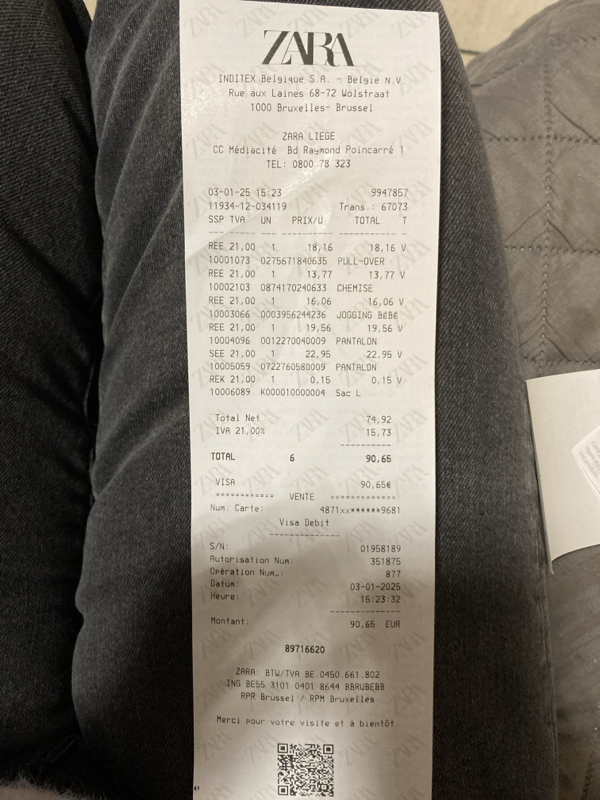 ZARA
INDITEX Belgique S.A. - Belgie N.V
Rue aux Laines 68-72 Wolstraat
1000 Bruxelles- Brussel
ZARA LIEGE
CC Médiacité Bd Raymond Poincarré 1
TEL: 0800 78 323
03-01-25 15:23 9947857
11934-12-034119 Trans.: 67073
SSP TVA UN PRIX/U TOTAL T
REE 21,00 1 18,16 18,16 V
10001073 0275671840635 PULL-OVER
REE 21,00 1 13,77 13,77 V
10002103 0874170240633 CHEMISE
REE 21,00 1 16,06 16,06 V
10003066 0003956244236 JOGGING BéBé
REE 21,00 1 19,56 19,56 V
10004096 0012270040009 PANTALON
SEE 21,00 1 22,95 22,95 V
10005059 0722760580009 PANTALON
REK 21,00 1 0,15 0,15 V
10006089 K000010000004 Sac L
Total Net 74,92
IVA 21,00% 15,73
TOTAL 6 90,65
VISA 90,65€
============ VENTE =============
Num. Carte: 4871xx******9681
Visa Debit
S/N: 01958189
Autorisation Num: 351875
Opération Num.: 877
Datum: 03-01-2025
Heure: 15:23:32
Montant: 90,65 EUR
89716620
ZARA: BTW/TVA BE.0450.661.802
ING BE55 3101 0401 8644 BBRUBEBB
RPR Brussel / RPM Bruxelles
Merci pour votre visite et à bientôt.